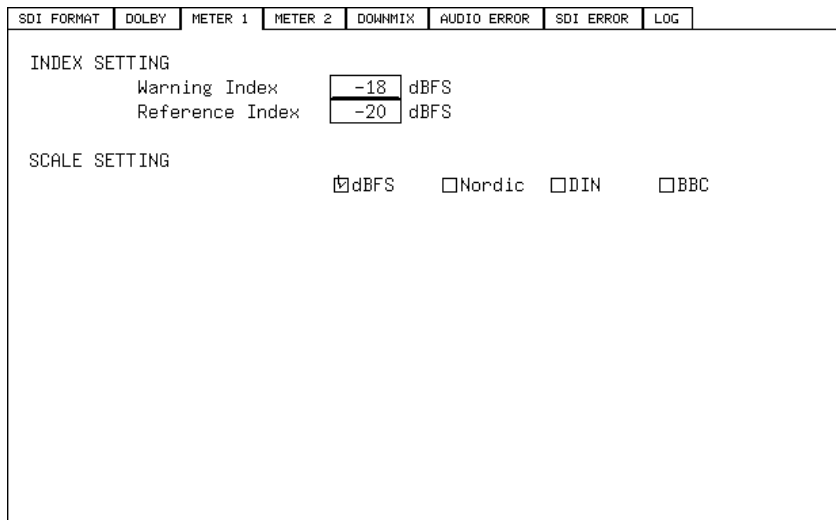 SDI FORMAT DOLBY METER 1 METER 2 DOWNMIX AUDIO ERROR SDI ERROR LOG
INDEX SETTING
Warning Index -18 dBFS
Reference Index -20 dBFS
SCALE SETTING
dBFS Nordic DIN BBC